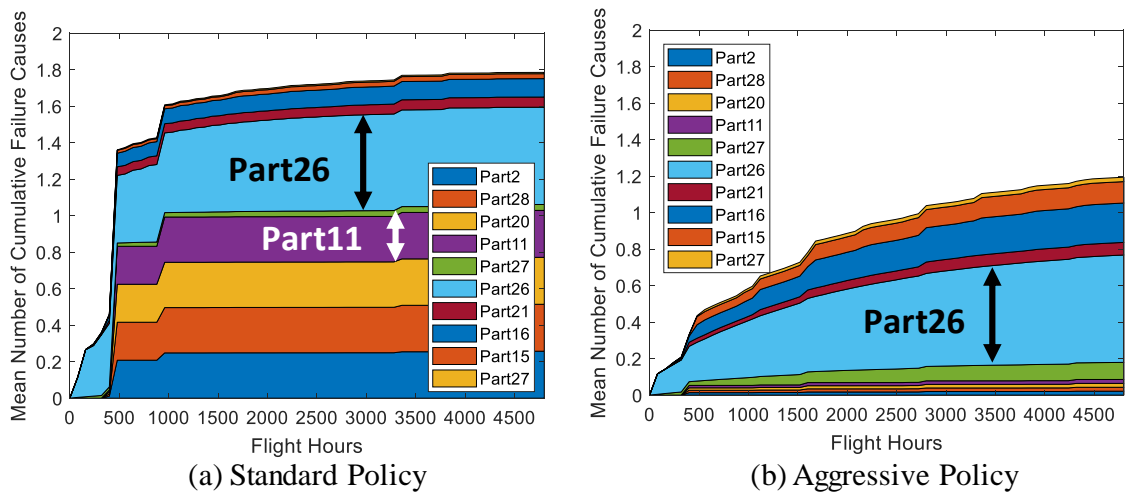 Mean Number of Cumulative Failure Causes
2
1.8
1.6
1.4
1.2
1
0.8
0.6
0.4
0.2
0
0 500 1000 1500 2000 2500 3000 3500 4000 4500
Flight Hours
Part26
Part11
Part2
Part28
Part20
Part11
Part27
Part26
Part21
Part16
Part15
Part27
(a) Standard Policy
Mean Number of Cumulative Failure Causes
2
1.8
1.6
1.4
1.2
1
0.8
0.6
0.4
0.2
0
0 500 1000 1500 2000 2500 3000 3500 4000 4500
Flight Hours
Part2
Part28
Part20
Part11
Part27
Part26
Part21
Part16
Part15
Part27
Part26
(b) Aggressive Policy